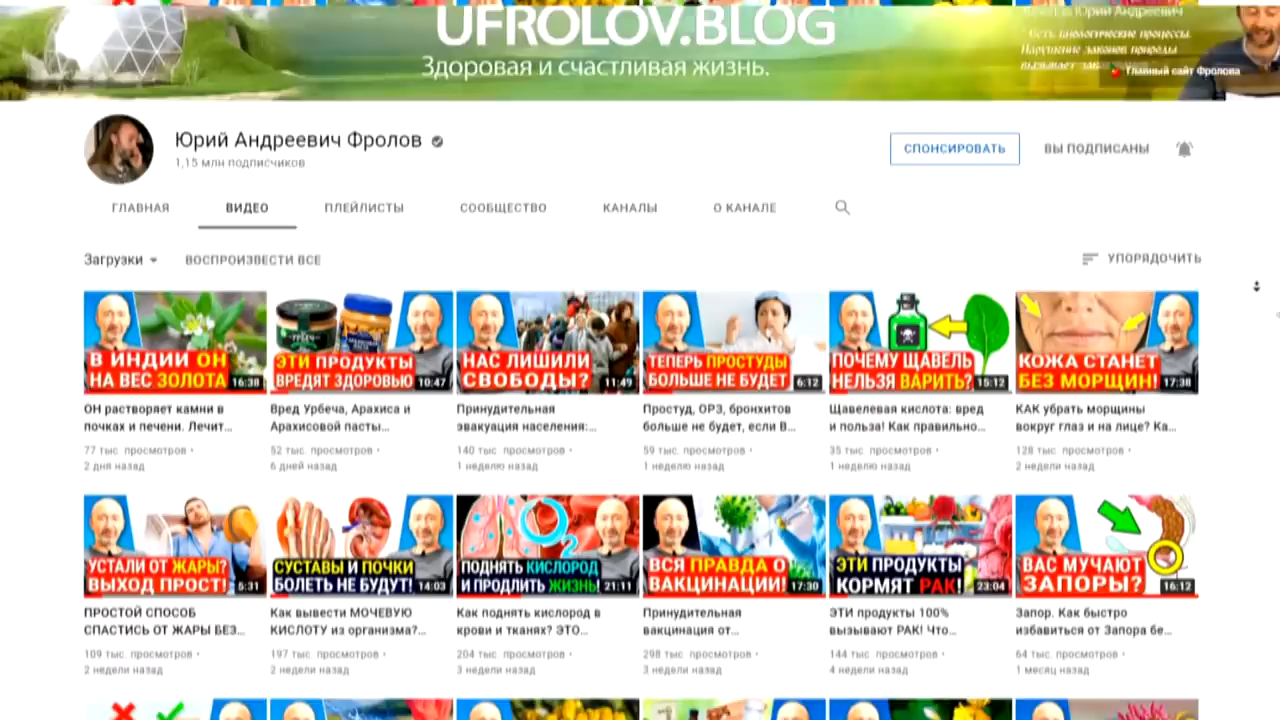 UFROLOV.BLOG
Здоровая и счастливая жизнь.
Юрий Андреевич
Есть биологические процессы.
Нарушение законов природы
вызывает
Главный сайт Фролова
Юрий Андреевич Фролов
1,15 млн подписчиков
СПОНСИРОВАТЬ
ВЫ ПОДПИСАНЫ
ГЛАВНАЯ ВИДЕО ПЛЕЙЛИСТЫ СООБЩЕСТВО КАНАЛЫ О КАНАЛЕ
Загрузки ВОСПРОИЗВЕСТИ ВСЕ УПОРЯДОЧИТЬ
В ИНДИИ ОН
НА ВЕС ЗОЛОТА 16:38
ОН растворяет камни в
почках и печени. Лечит...
77 тыс. просмотров •
2 дня назад
ЭТИ ПРОДУКТЫ
ВРЕДЯТ ЗДОРОВЬЮ 10:47
Вред Урбеча, Арахиса и
Арахисовой пасты...
52 тыс. просмотров •
6 дней назад
НАС ЛИШИЛИ
СВОБОДЫ? 11:49
Принудительная
эвакуация населения:...
140 тыс. просмотров •
1 неделю назад
ТЕПЕРЬ ПРОСТУДЫ
БОЛЬШЕ НЕ БУДЕТ 6:12
Простуд, ОРЗ, бронхитов
больше не будет, если В...
59 тыс. просмотров •
1 неделю назад
ПОЧЕМУ ЩАВЕЛЬ
НЕЛЬЗЯ ВАРИТЬ? 15:12
Щавелевая кислота: вред
и польза! Как правильно...
35 тыс. просмотров •
1 неделю назад
КОЖА СТАНЕТ
БЕЗ МОРЩИН! 17:38
КАК убрать морщины
вокруг глаз и на лице? Ка...
128 тыс. просмотров •
2 недели назад
УСТАЛИ ОТ ЖАРЫ?
ВЫХОД ПРОСТ! 5:31
ПРОСТОЙ СПОСОБ
СПАСТИСЬ ОТ ЖАРЫ БЕЗ...
109 тыс. просмотров •
2 недели назад
СУСТАВЫ И ПОЧКИ
БОЛЕТЬ НЕ БУДУТ! 14:03
Как вывести МОЧЕВУЮ
КИСЛОТУ из организма?...
197 тыс. просмотров •
2 недели назад
O2
ПОДНЯТЬ КИСЛОРОД
И ПРОДЛИТЬ ЖИЗНЬ! 21:11
Как поднять кислород в
крови и тканях? ЭТО...
204 тыс. просмотров •
3 недели назад
ВСЯ ПРАВДА О
ВАКЦИНАЦИИ! 17:30
Принудительная
вакцинация от...
298 тыс. просмотров •
3 недели назад
ЭТИ ПРОДУКТЫ
КОРМЯТ РАК! 23:04
ЭТИ продукты 100%
вызывают РАК! Что...
144 тыс. просмотров •
4 недели назад
ВАС МУЧАЮТ
ЗАПОРЫ? 16:12
Запор. Как быстро
избавиться от Запора бе...
64 тыс. просмотров •
1 месяц назад